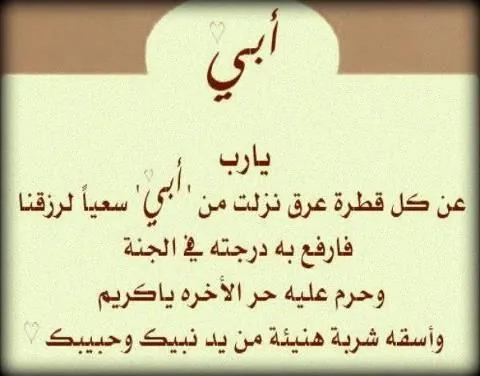 أبي
يارب
عن كل قطرة عرق نزلت من 'أبي' سعياً لرزقنا
فارفع به درجته في الجنة
وحرم عليه حر الأخره ياكريم
وأسقه شربة هنيئة من يد نبيك وحبيبك